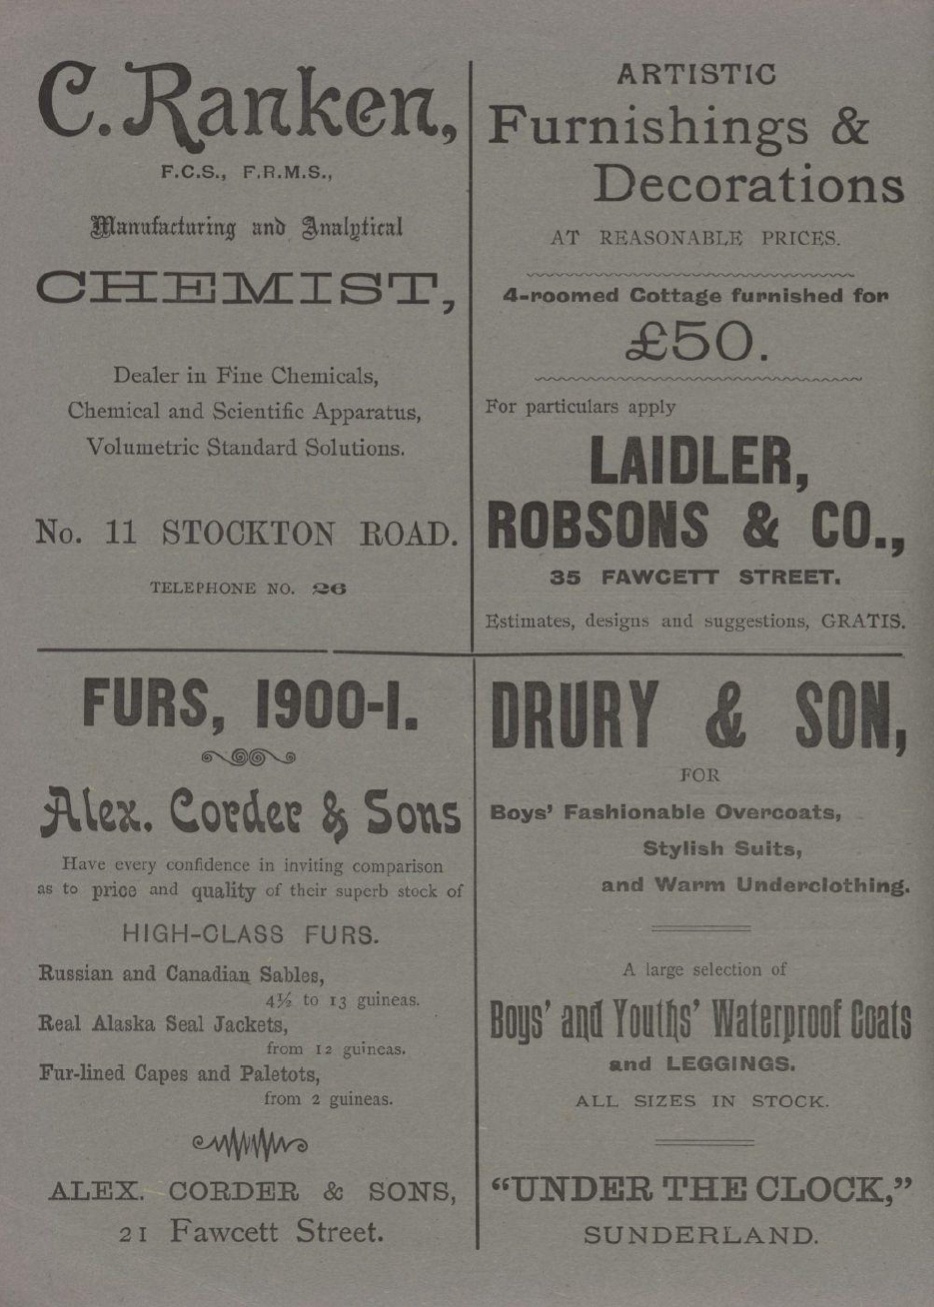 C. Ranken,
F.C.S., F.R.M.S.,
Manufacturing and Analytical
CHEMIST,
Dealer in Fine Chemicals,
Chemical and Scientific Apparatus,
Volumetric Standard Solutions.
No. 11 STOCKTON ROAD.
TELEPHONE NO. 26
ARTISTIC
Furnishings &
Decorations
AT REASONABLE PRICES.
4-roomed Cottage furnished for
£50.
For particulars apply
LAIDLER,
ROBSONS & CO.,
35 FAWCETT STREET.
Estimates, designs and suggestions, GRATIS.
FURS, 1900-1.
Alex. Corder & Sons
Have every confidence in inviting comparison
as to price and quality of their superb stock of
HIGH-CLASS FURS.
Russian and Canadian Sables,
4½ to 13 guineas.
Real Alaska Seal Jackets,
from 12 guineas.
Fur-lined Capes and Paletots,
from 2 guineas.
ALEX. CORDER & SONS,
21 Fawcett Street.
DRURY & SON,
FOR
Boys' Fashionable Overcoats,
Stylish Suits,
and Warm Underclothing.
A large selection of
Boys' and Youths' Waterproof Coats
and LEGGINGS.
ALL SIZES IN STOCK.
"UNDER THE CLOCK,"
SUNDERLAND.